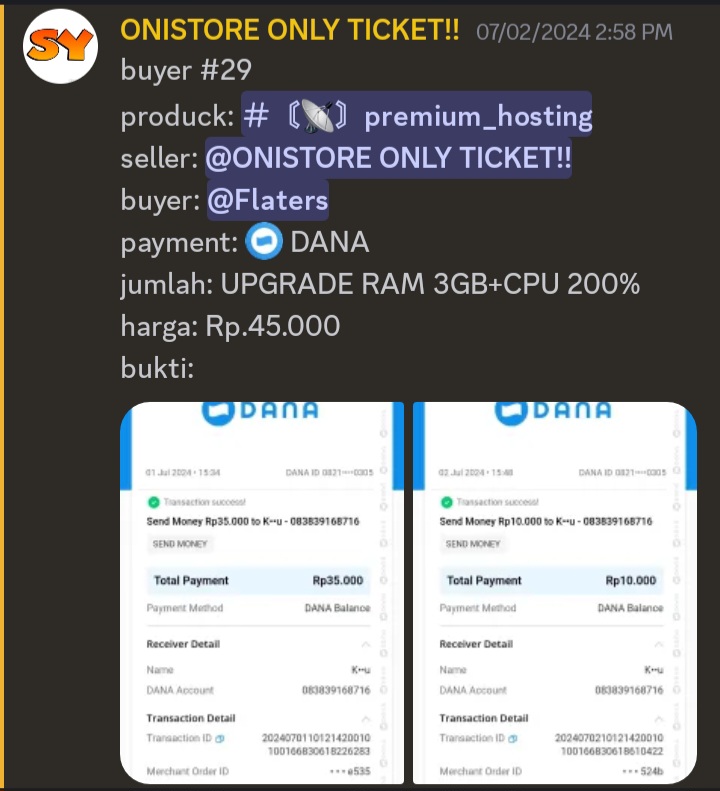 SY
ONISTORE ONLY TICKET!! 07/02/2024 2:58 PM
buyer #29
produck: # 〘📡〙premium_hosting
seller: @ONISTORE ONLY TICKET!!
buyer: @Flaters
payment: DANA
jumlah: UPGRADE RAM 3GB+CPU 200%
harga: Rp.45.000
bukti:
DANA
01 Jul 2024 • 15:34 DANA ID 0821••••0005
Transaction success!
Send Money Rp35.000 to K••u - 083839168716
SEND MONEY
Total Payment Rp35.000
Payment Method DANA Balance
Receiver Detail
Name K••u
DANA Account 083839168716
Transaction Detail
Transaction ID 2024070110121420010
100166830618226283
Merchant Order ID •••e535
DANA
02 Jul 2024 • 15:48 DANA ID 0821••••0005
Transaction success!
Send Money Rp10.000 to K••u - 083839168716
SEND MONEY
Total Payment Rp10.000
Payment Method DANA Balance
Receiver Detail
Name K••u
DANA Account 083839168716
Transaction Detail
Transaction ID 2024070210121420010
100166830618610422
Merchant Order ID •••524b